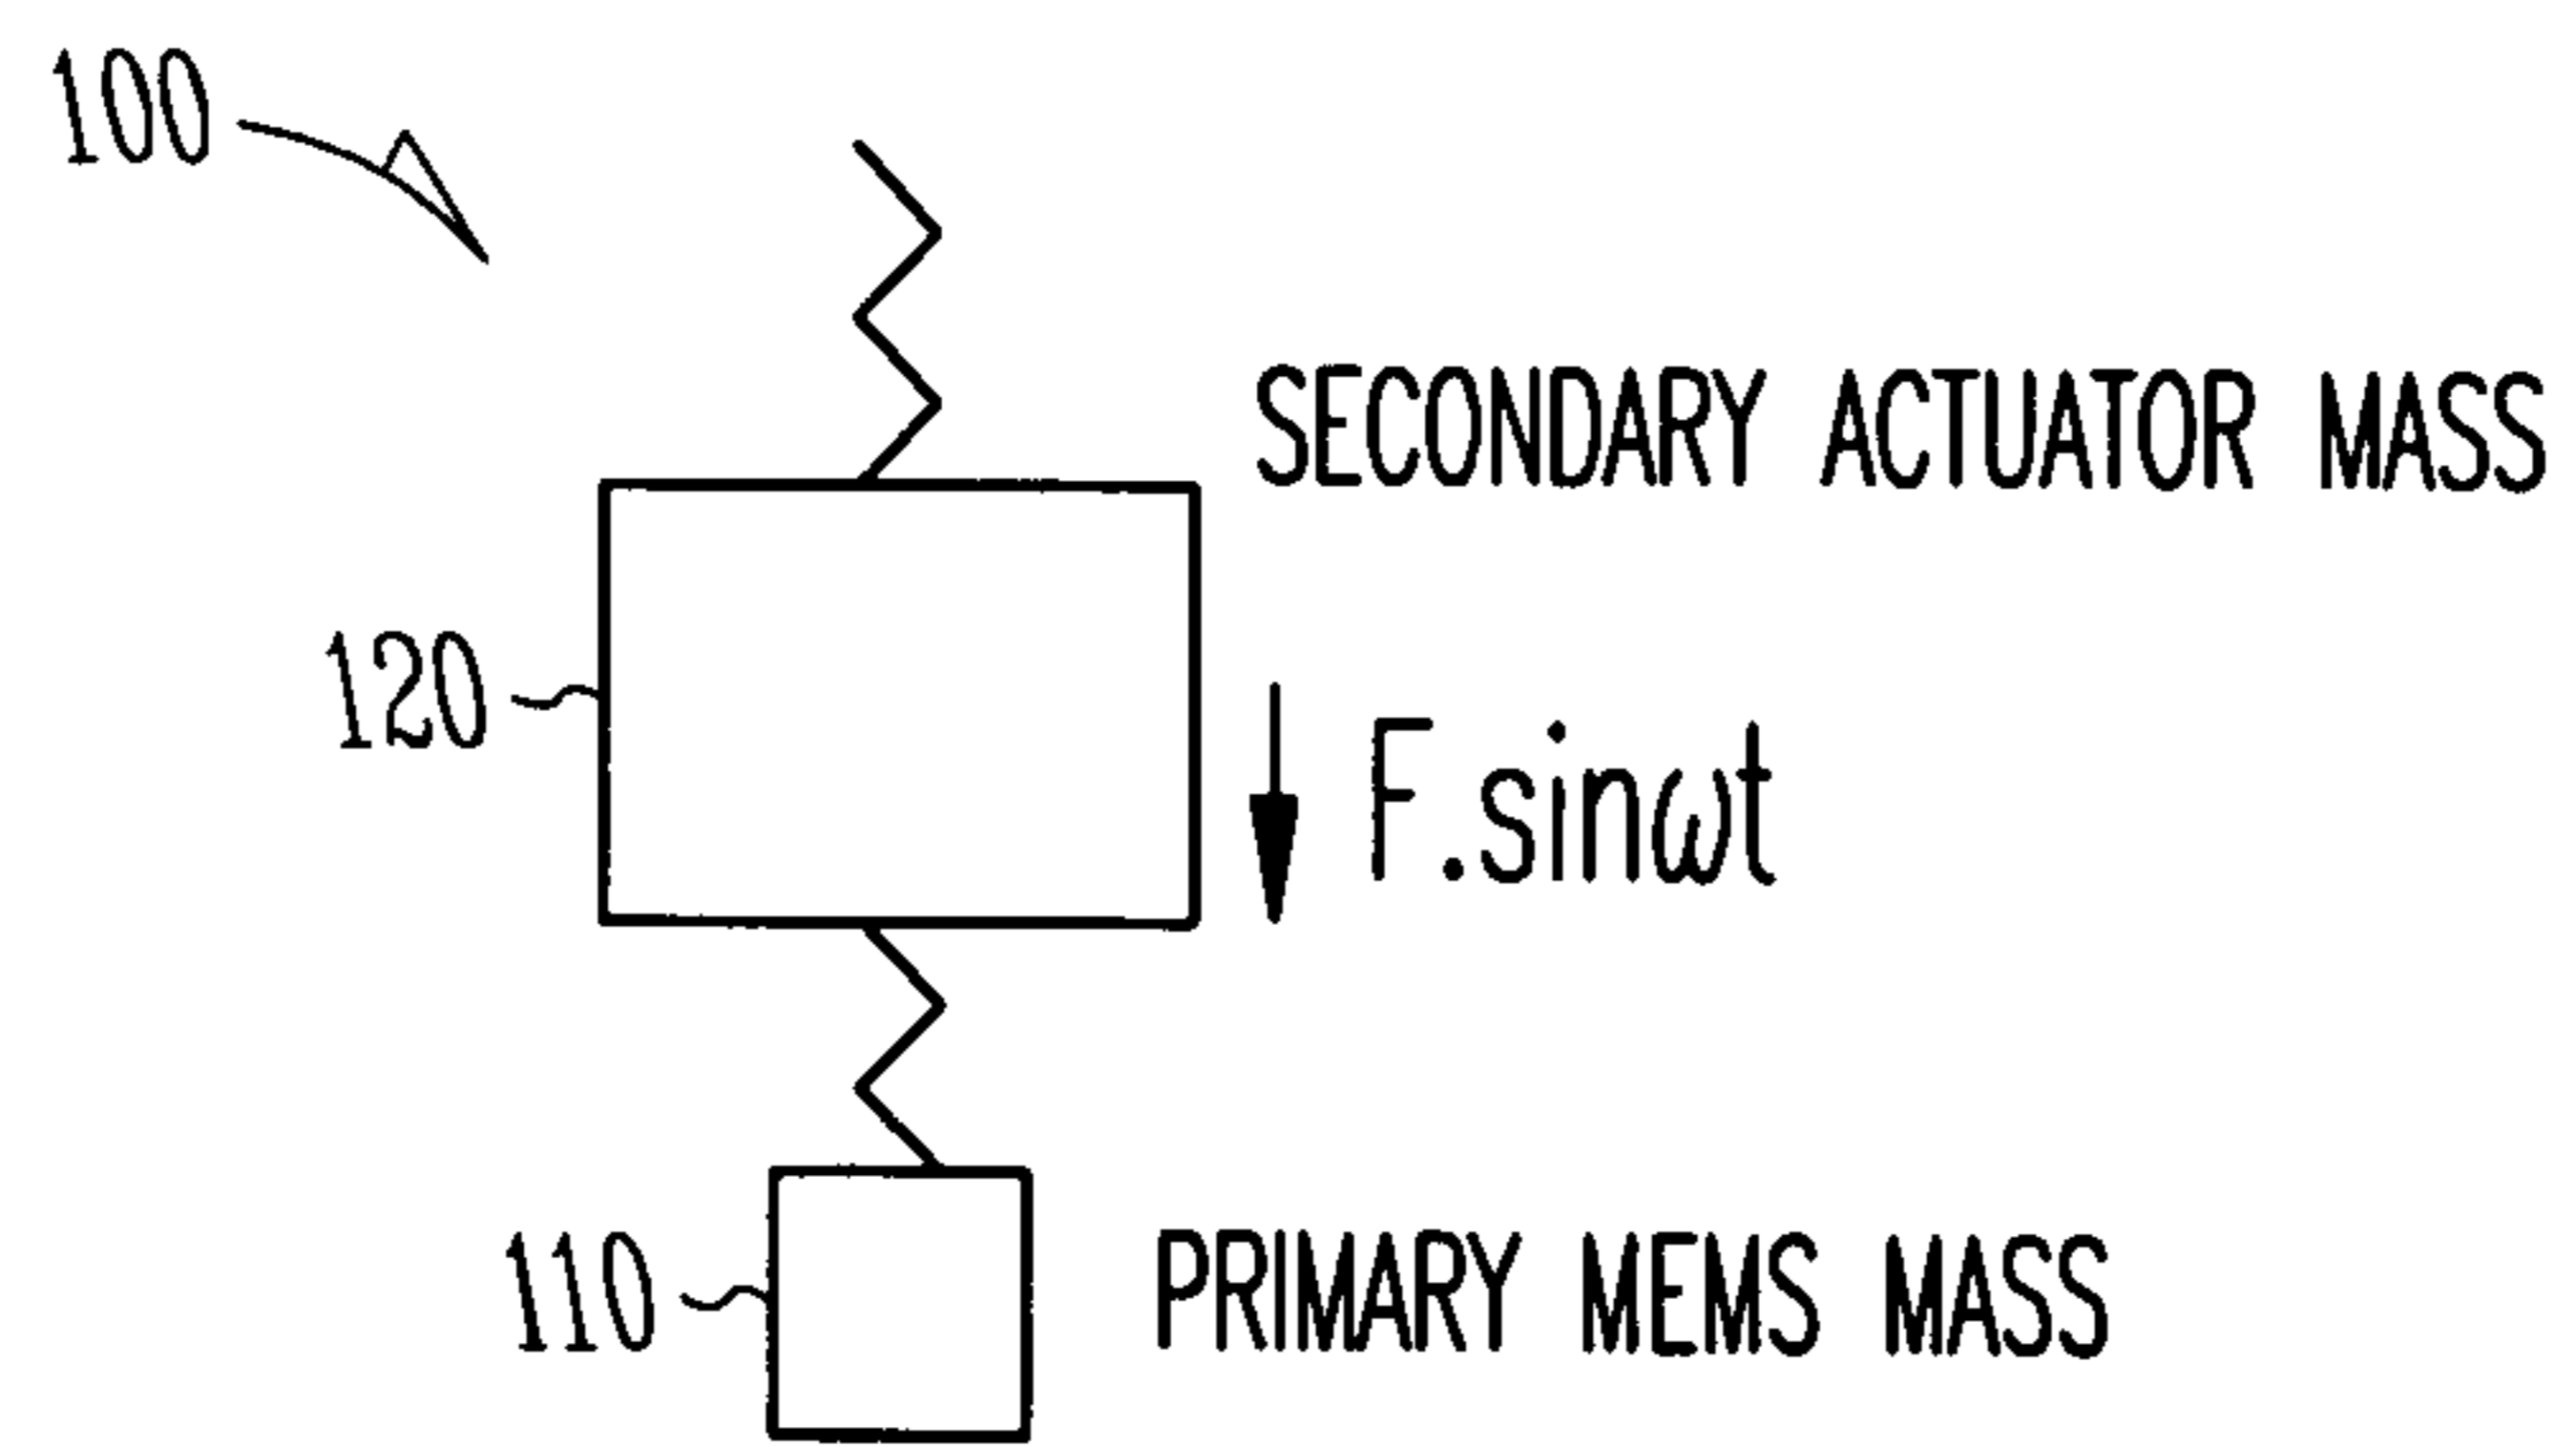 100
SECONDARY ACTUATOR MASS
120
F.sinωt
110
PRIMARY MEMS MASS